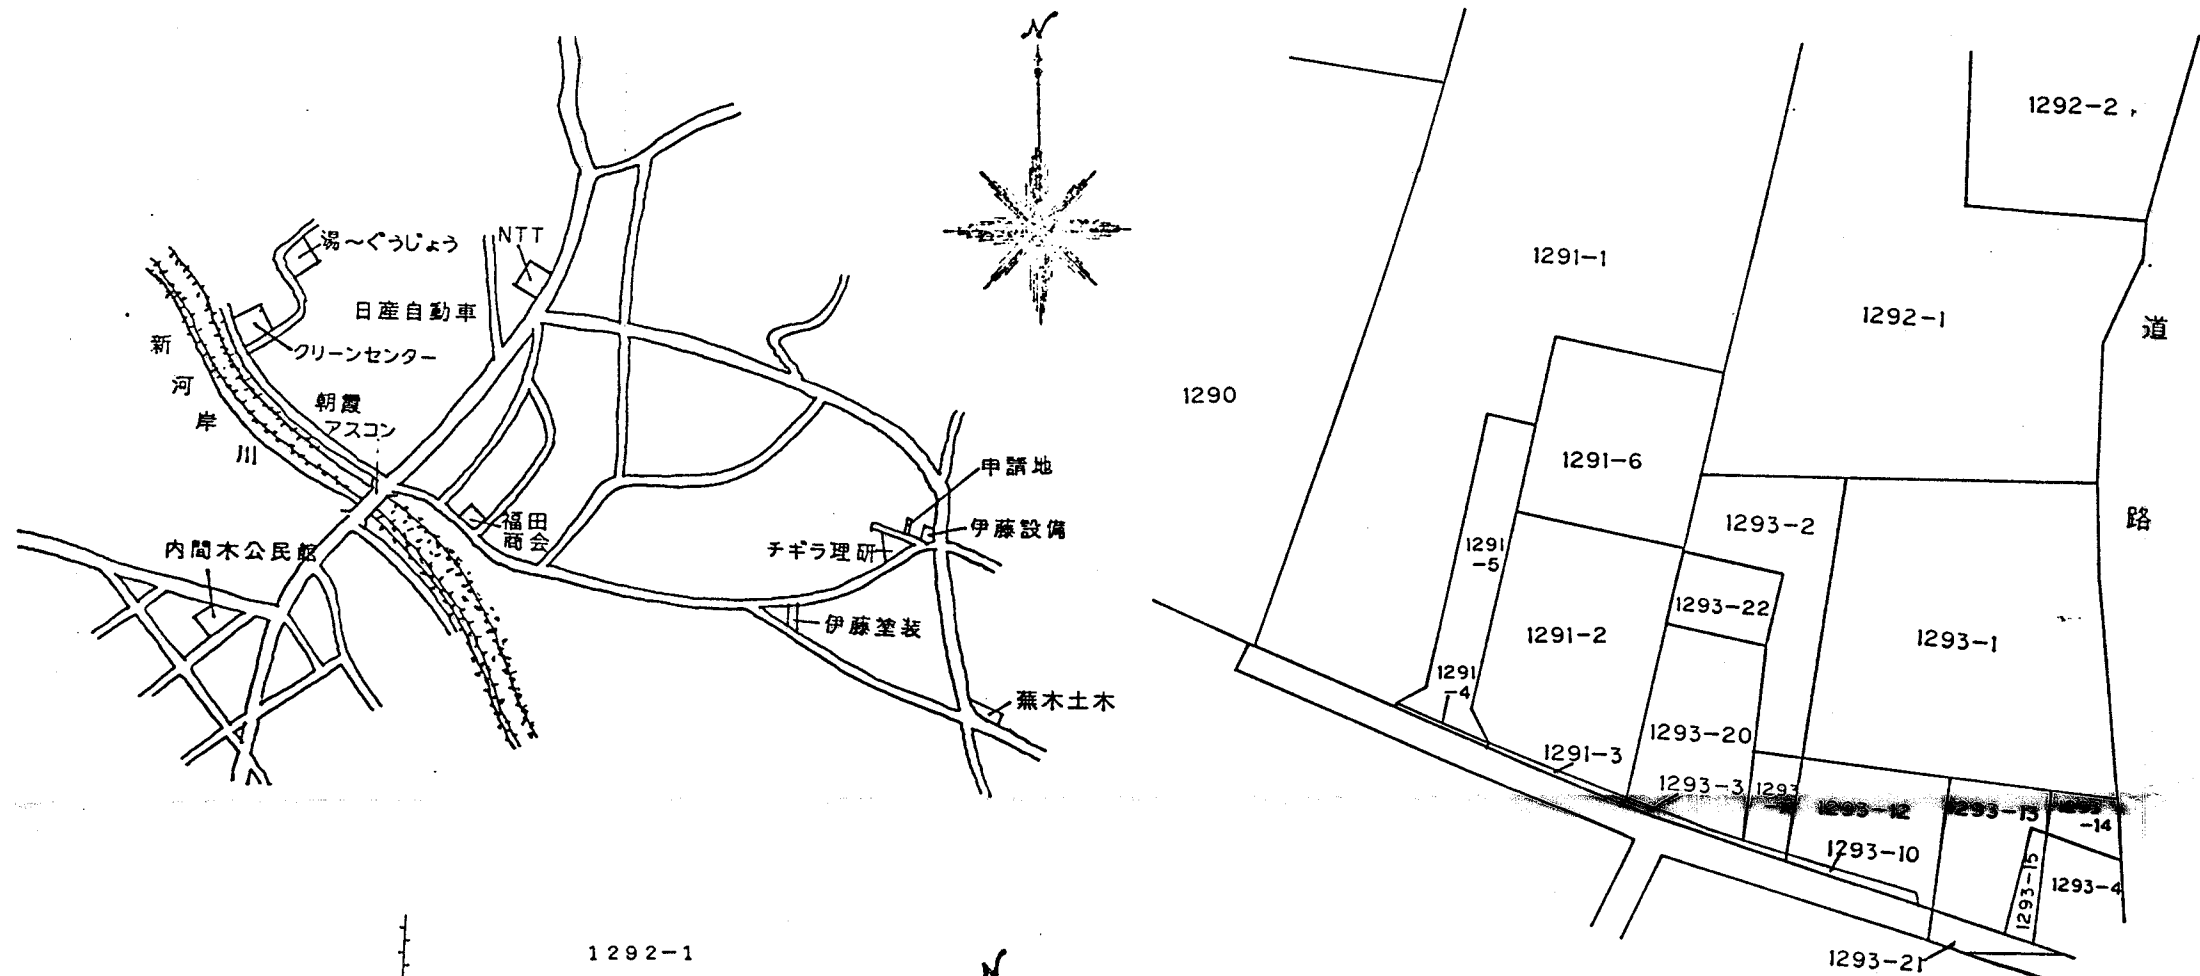 N
湯〜ぐうじょう
NTT
日産自動車
クリーンセンター
新河岸川
朝霞
アスコン
申請地
福田
商会
伊藤設備
チギラ理研
内間木公民館
伊藤塗装
蕪木土木
1292-1
N
1292-2
1291-1
1292-1
道路
1290
1291-6
1293-2
1291
-5
1293-22
1291-2
1293-1
1291
-4
1293-20
1291-3
1293-3
1293
1293-12
1293-13
1293
-14
1293-10
1293-15
1293-4
1293-21